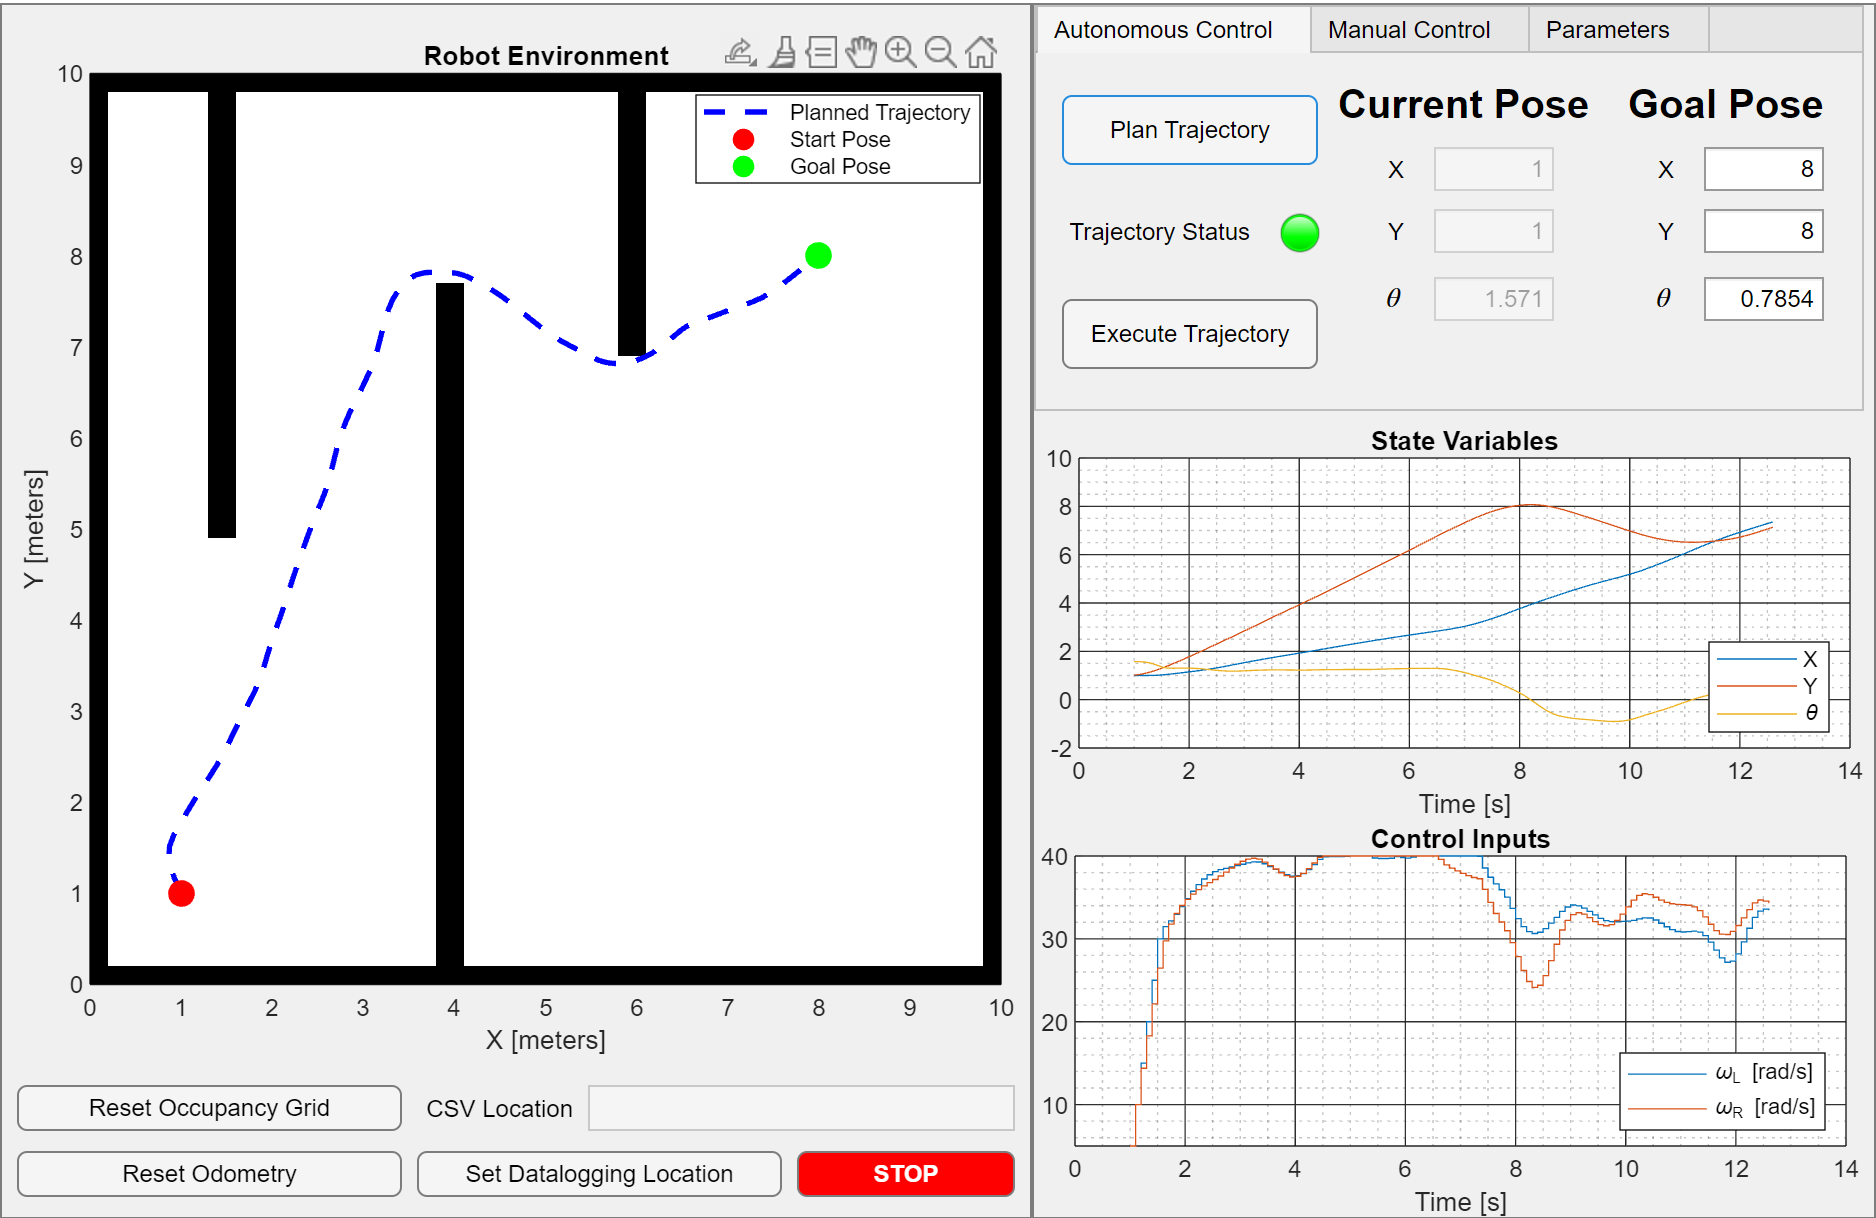 Robot Environment
Planned Trajectory
Start Pose
Goal Pose
10
9
8
7
6
5
4
3
2
1
0
Y [meters]
0 1 2 3 4 5 6 7 8 9 10
X [meters]
Reset Occupancy Grid
CSV Location
Reset Odometry
Set Datalogging Location
STOP
Autonomous Control
Manual Control
Parameters
Plan Trajectory
Current Pose
Goal Pose
X 1
X 8
Trajectory Status
Y 1
Y 8
θ 1.571
θ 0.7854
Execute Trajectory
State Variables
10
8
6
4
2
0
-2
X
Y
θ
0 2 4 6 8 10 12 14
Time [s]
Control Inputs
40
30
20
10
ωL [rad/s]
ωR [rad/s]
0 2 4 6 8 10 12 14
Time [s]